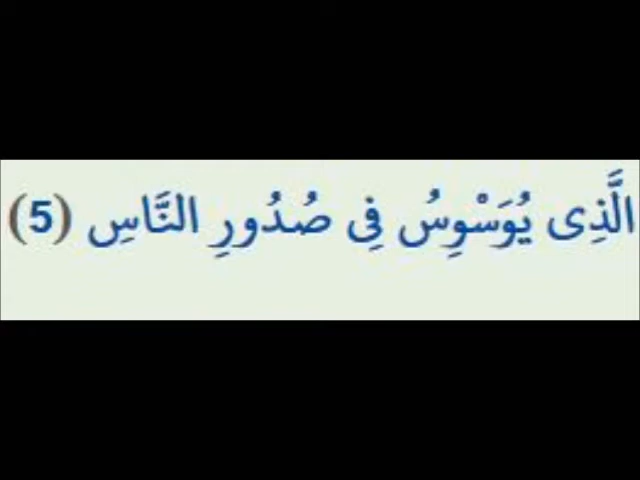 الَّذِى يُوَسْوِسُ فِى صُدُورِ النَّاسِ (5)